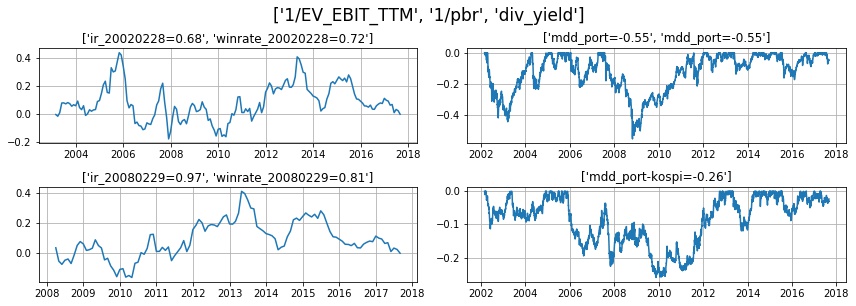 ['1/EV_EBIT_TTM', '1/pbr', 'div_yield']
['ir_20020228=0.68', 'winrate_20020228=0.72']
0.4
0.2
0.0
−0.2
2004 2006 2008 2010 2012 2014 2016 2018
['mdd_port=-0.55', 'mdd_port=-0.55']
0.0
−0.2
−0.4
2002 2004 2006 2008 2010 2012 2014 2016 2018
['ir_20080229=0.97', 'winrate_20080229=0.81']
0.4
0.2
0.0
2008 2009 2010 2011 2012 2013 2014 2015 2016 2017 2018
['mdd_port-kospi=-0.26']
0.0
−0.1
−0.2
2002 2004 2006 2008 2010 2012 2014 2016 2018